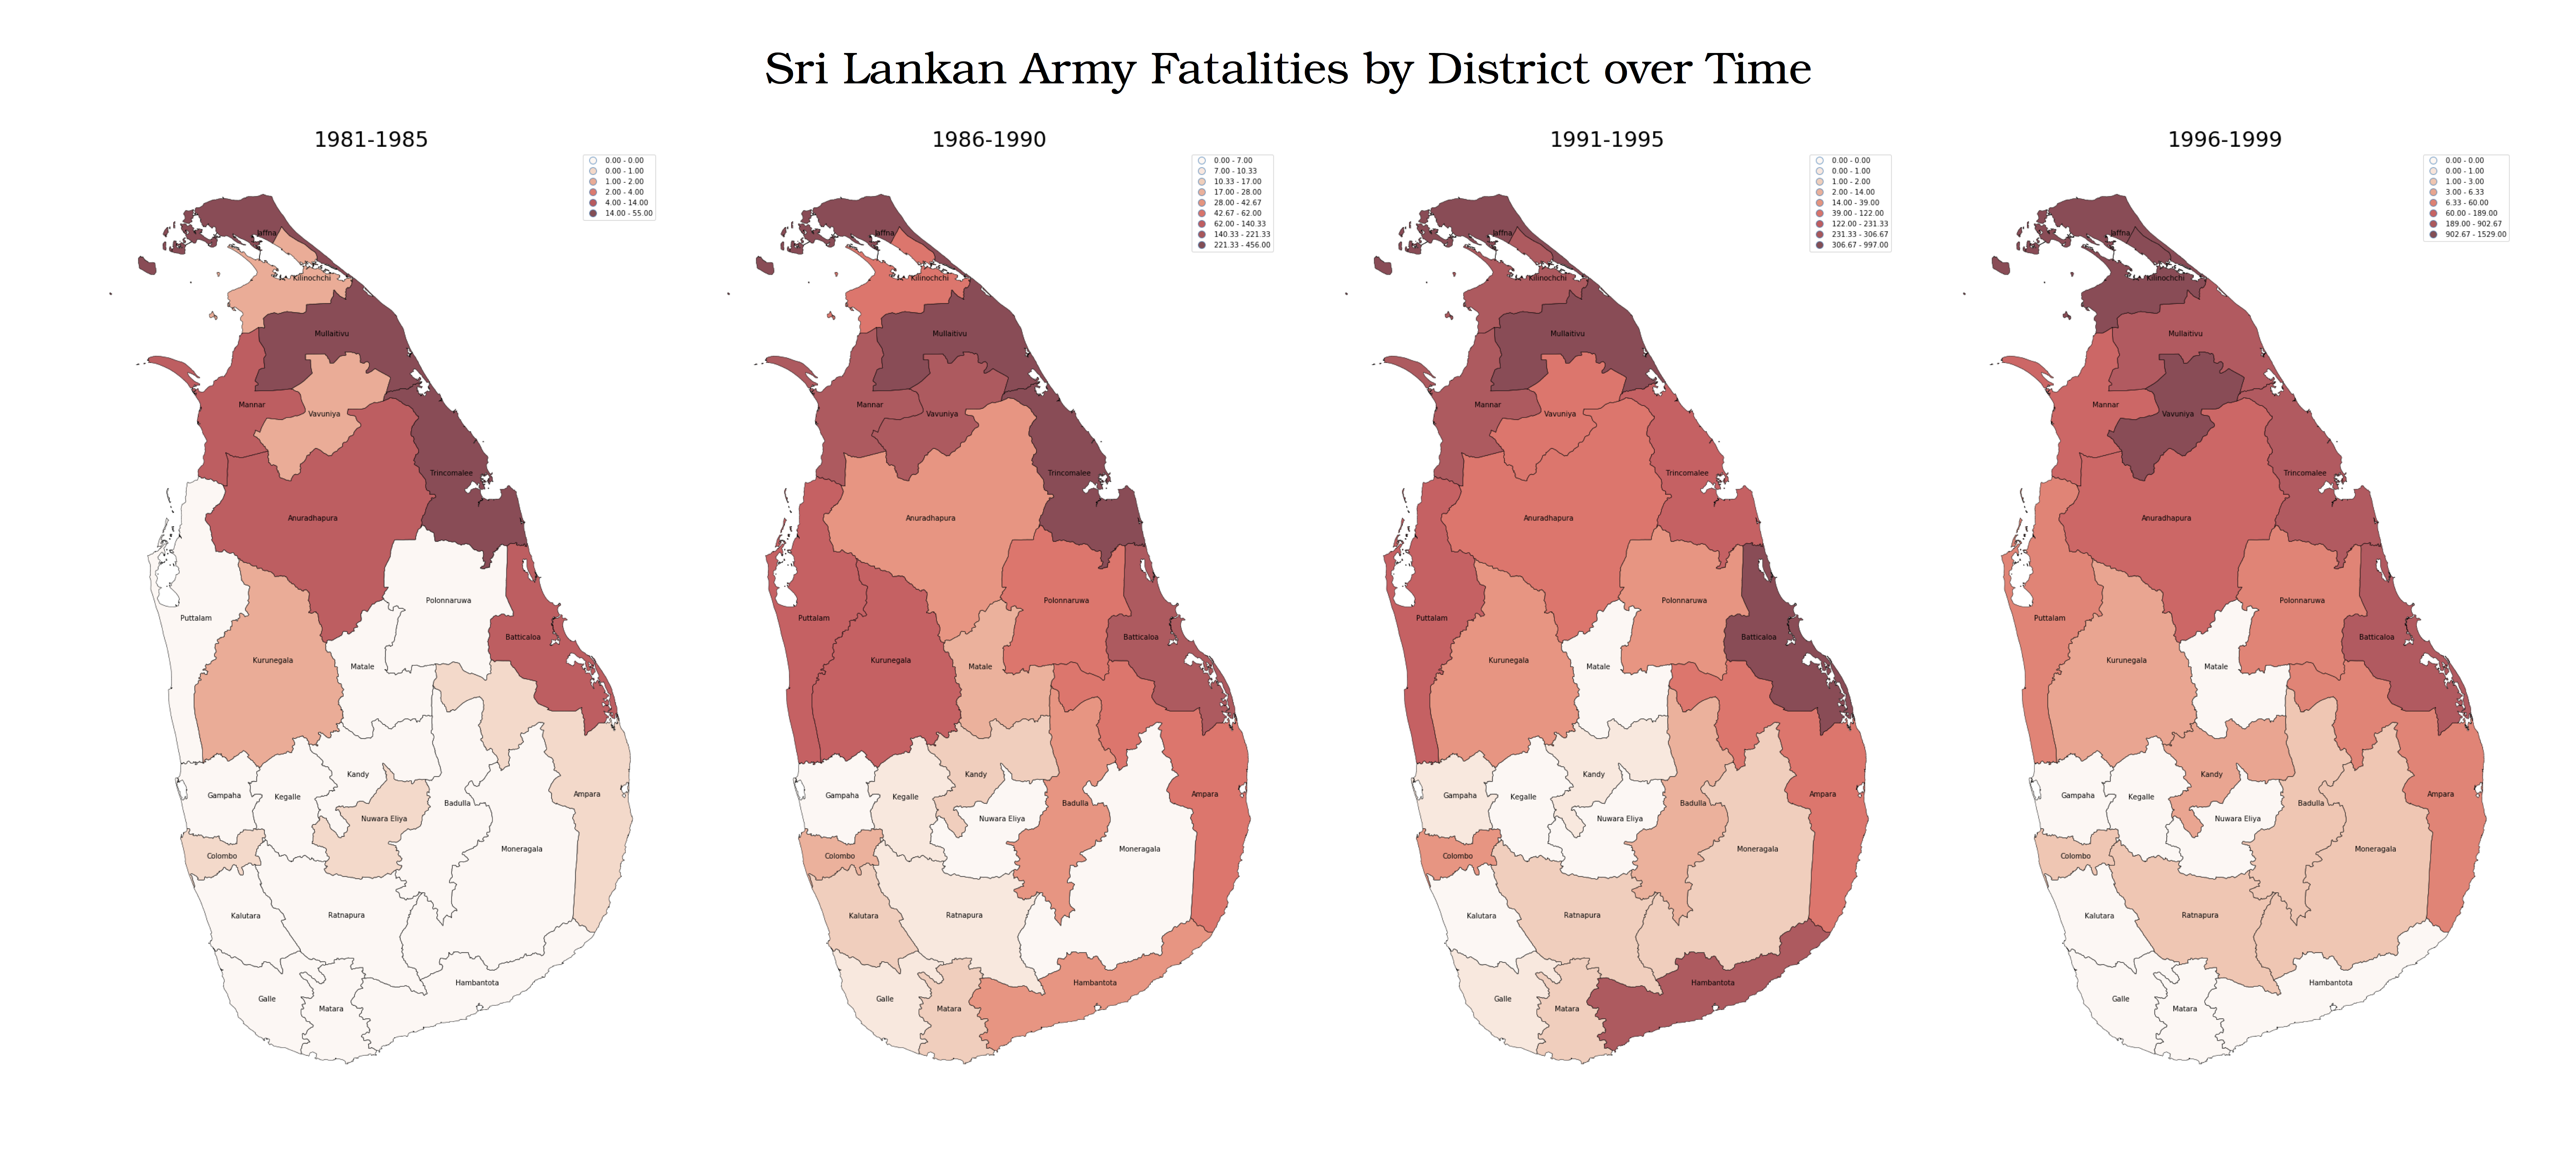 Sri Lankan Army Fatalities by District over Time
1981-1985
0.00 - 0.00
0.00 - 1.00
1.00 - 2.00
2.00 - 4.00
4.00 - 14.00
14.00 - 55.00
Jaffna
Kilinochchi
Mullaitivu
Mannar
Vavuniya
Trincomalee
Anuradhapura
Polonnaruwa
Puttalam
Batticaloa
Kurunegala
Matale
Kandy
Gampaha
Kegalle
Ampara
Badulla
Nuwara Eliya
Moneragala
Colombo
Kalutara
Ratnapura
Hambantota
Galle
Matara
1986-1990
0.00 - 7.00
7.00 - 10.33
10.33 - 17.00
17.00 - 28.00
28.00 - 42.67
42.67 - 62.00
62.00 - 140.33
140.33 - 221.33
221.33 - 456.00
Jaffna
Kilinochchi
Mullaitivu
Mannar
Vavuniya
Trincomalee
Anuradhapura
Polonnaruwa
Puttalam
Batticaloa
Kurunegala
Matale
Kandy
Gampaha
Kegalle
Ampara
Badulla
Nuwara Eliya
Moneragala
Colombo
Kalutara
Ratnapura
Hambantota
Galle
Matara
1991-1995
0.00 - 0.00
0.00 - 1.00
1.00 - 2.00
2.00 - 14.00
14.00 - 39.00
39.00 - 122.00
122.00 - 231.33
231.33 - 306.67
306.67 - 997.00
Jaffna
Kilinochchi
Mullaitivu
Mannar
Vavuniya
Trincomalee
Anuradhapura
Polonnaruwa
Puttalam
Batticaloa
Kurunegala
Matale
Kandy
Gampaha
Kegalle
Ampara
Badulla
Nuwara Eliya
Moneragala
Colombo
Kalutara
Ratnapura
Hambantota
Galle
Matara
1996-1999
0.00 - 0.00
0.00 - 1.00
1.00 - 3.00
3.00 - 6.33
6.33 - 60.00
60.00 - 189.00
189.00 - 902.67
902.67 - 1529.00
Jaffna
Kilinochchi
Mullaitivu
Mannar
Vavuniya
Trincomalee
Anuradhapura
Polonnaruwa
Puttalam
Batticaloa
Kurunegala
Matale
Kandy
Gampaha
Kegalle
Ampara
Badulla
Nuwara Eliya
Moneragala
Colombo
Kalutara
Ratnapura
Hambantota
Galle
Matara